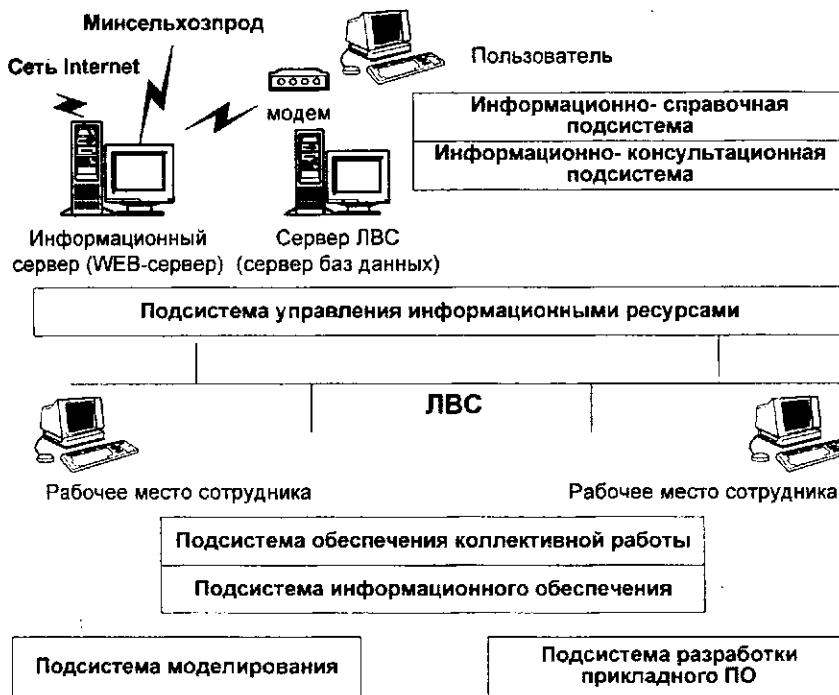 Минсельхозпрод
Сеть Internet
Пользователь
модем
Информационно- справочная
подсистема
Информационно- консультационная
подсистема
Информационный
сервер (WEB-сервер)
Сервер ЛВС
(сервер баз данных)
Подсистема управления информационными ресурсами
ЛВС
Рабочее место сотрудника
Рабочее место сотрудника
Подсистема обеспечения коллективной работы
Подсистема информационного обеспечения
Подсистема моделирования
Подсистема разработки
прикладного ПО